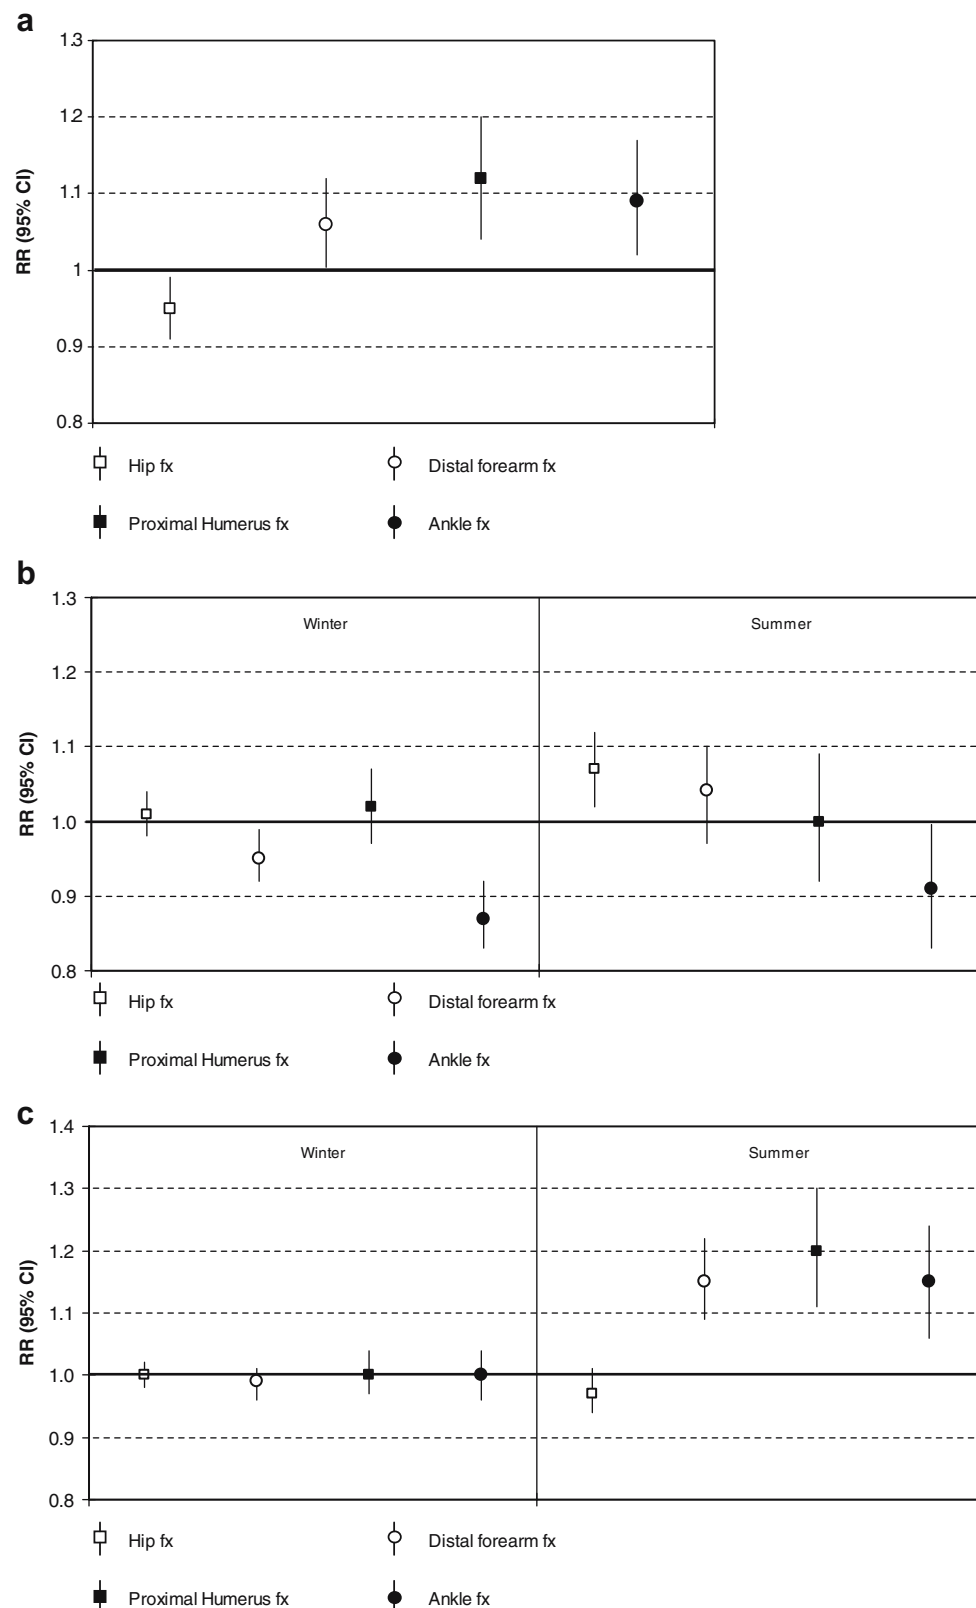 a
1.3
1.2
1.1
1
0.9
0.8
RR (95% CI)
Hip fx
Distal forearm fx
Proximal Humerus fx
Ankle fx
b
1.3
1.2
1.1
1.0
0.9
0.8
RR (95% CI)
Winter
Summer
Hip fx
Distal forearm fx
Proximal Humerus fx
Ankle fx
c
1.4
1.3
1.2
1.1
1.0
0.9
0.8
RR (95% CI)
Winter
Summer
Hip fx
Distal forearm fx
Proximal Humerus fx
Ankle fx